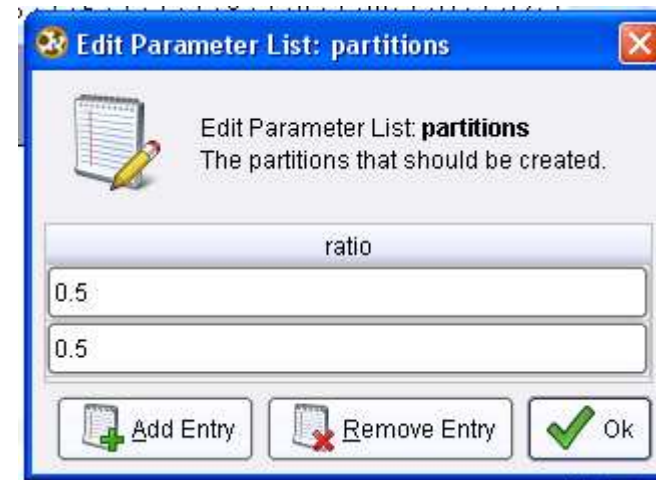 Edit Parameter List: partitions
Edit Parameter List: partitions
The partitions that should be created.
ratio
0.5
0.5
Add Entry
Remove Entry
Ok